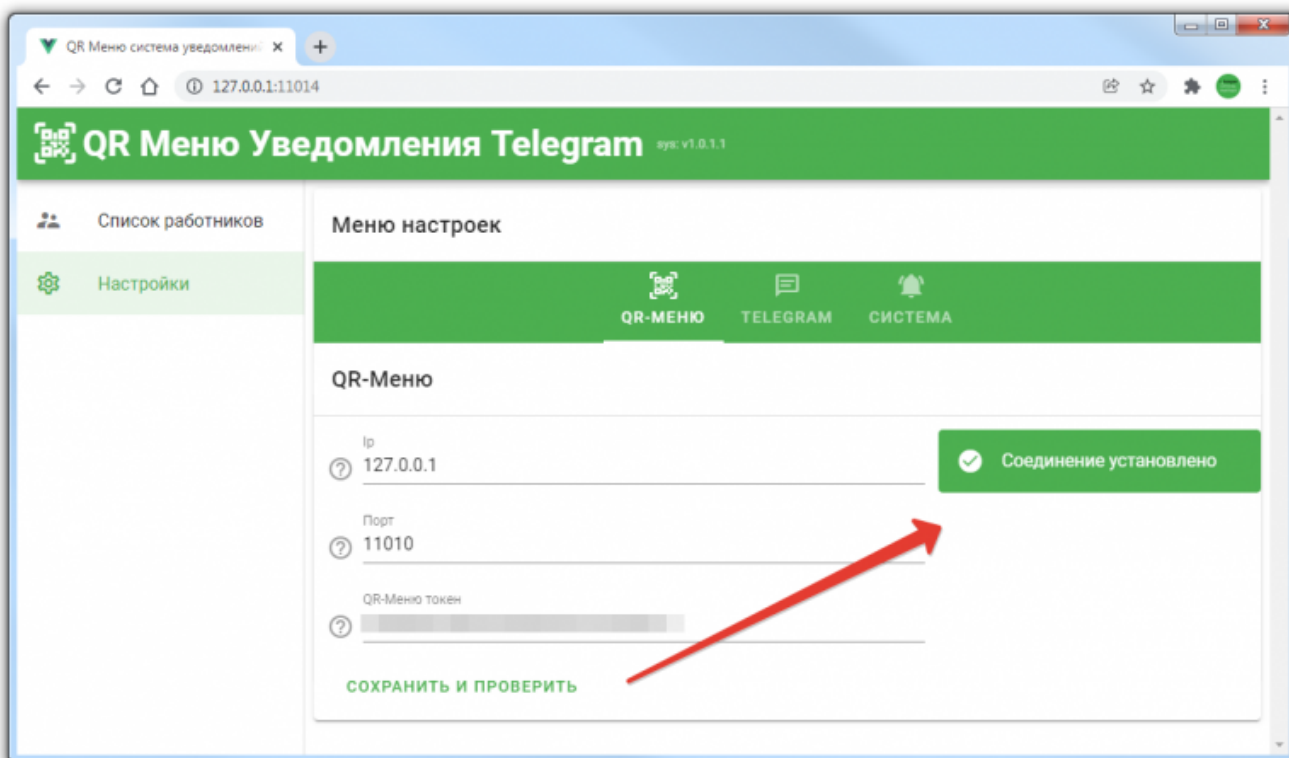 QR Меню система уведомлений
127.0.0.1:11014
QR Меню Уведомления Telegram sys: v1.0.1.1
Список работников
Настройки
Меню настроек
QR-МЕНЮ TELEGRAM СИСТЕМА
QR-Меню
Ip
127.0.0.1
Соединение установлено
Порт
11010
QR-Меню токен
СОХРАНИТЬ И ПРОВЕРИТЬ